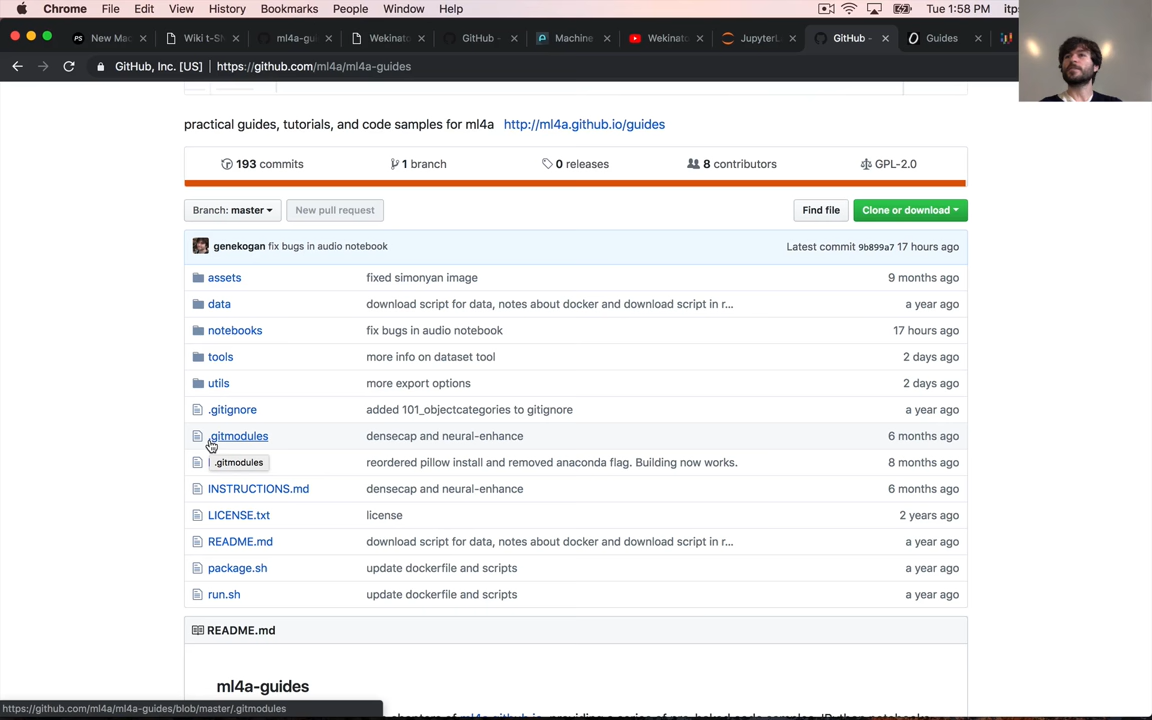 Chrome File Edit View History Bookmarks People Window Help Tue 1:58 PM itps
New Mac Wiki t-S ml4a-gui Wekinato GitHub - Machine Wekinato JupyterL GitHub - Guides
GitHub, Inc. [US] | https://github.com/ml4a/ml4a-guides
practical guides, tutorials, and code samples for ml4a http://ml4a.github.io/guides
193 commits 1 branch 0 releases 8 contributors GPL-2.0
Branch: master New pull request Find file Clone or download
genekogan fix bugs in audio notebook Latest commit 9b899a7 17 hours ago
assets fixed simonyan image 9 months ago
data download script for data, notes about docker and download script in r... a year ago
notebooks fix bugs in audio notebook 17 hours ago
tools more info on dataset tool 2 days ago
utils more export options 2 days ago
.gitignore added 101_objectcategories to gitignore a year ago
.gitmodules densecap and neural-enhance 6 months ago
.gitmodules reordered pillow install and removed anaconda flag. Building now works. 8 months ago
INSTRUCTIONS.md densecap and neural-enhance 6 months ago
LICENSE.txt license 2 years ago
README.md download script for data, notes about docker and download script in r... a year ago
package.sh update dockerfile and scripts a year ago
run.sh update dockerfile and scripts a year ago
README.md
ml4a-guides
https://github.com/ml4a/ml4a-guides/blob/master/.gitmodules